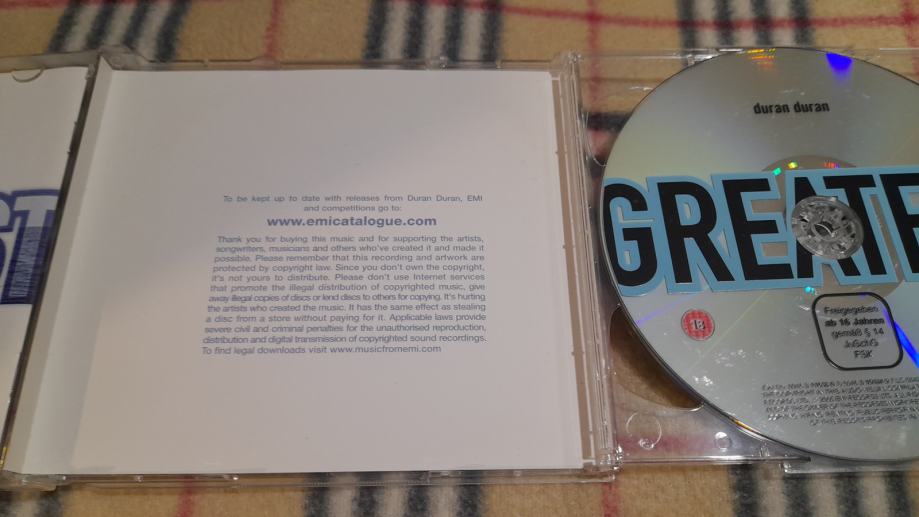 ST
To be kept up to date with releases from Duran Duran, EMI
and competitions go to:
www.emicatalogue.com
Thank you for buying this music and for supporting the artists,
songwriters, musicians and others who've created it and made it
possible. Please remember that this recording and artwork are
protected by copyright law. Since you don't own the copyright,
it's not yours to distribute. Please don't use Internet services
that promote the illegal distribution of copyrighted music, give
away illegal copies of discs or lend discs to others for copying. It's hurting
the artists who created the music. It has the same effect as stealing
a disc from a store without paying for it. Applicable laws provide
severe civil and criminal penalties for the unauthorised reproduction,
distribution and digital transmission of copyrighted sound recordings.
To find legal downloads visit www.musicfromemi.com
duran duran
GREATE
18
Freigegeben
ab 16 Jahren
gemäß § 14
JuSchG
FSK